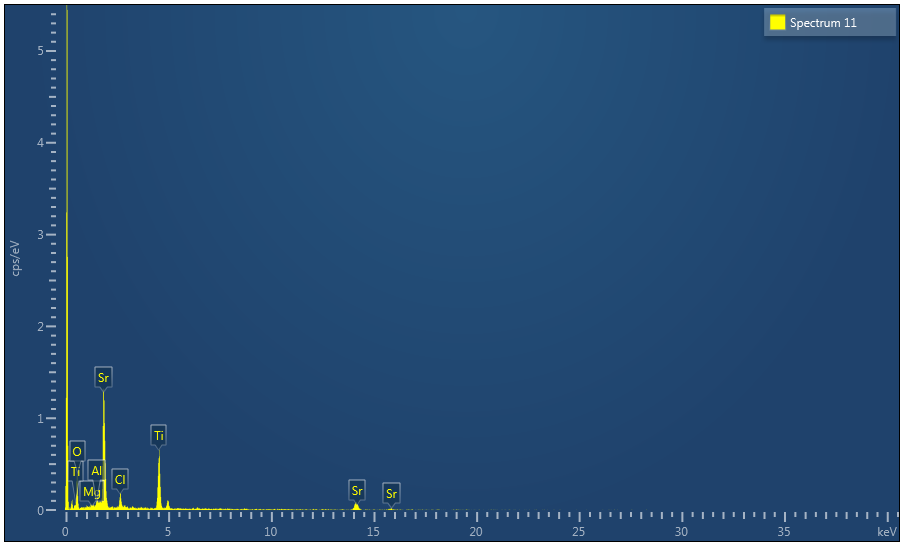 Spectrum 11
cps/eV
5
4
3
2
1
0
Sr
O
Ti
Al
Mg
Cl
Ti
Sr
Sr
0 5 10 15 20 25 30 35 keV